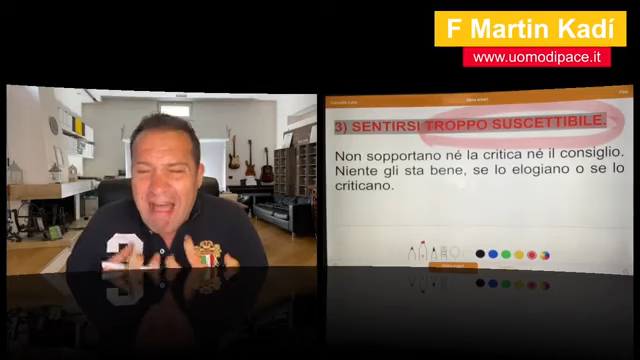 F Martin Kadí
www.uomodipace.it
3) SENTIRSI TROPPO SUSCETTIBILE.
Non sopportano né la critica né il consiglio.
Niente gli sta bene, se lo elogiano o se lo
criticano.
2